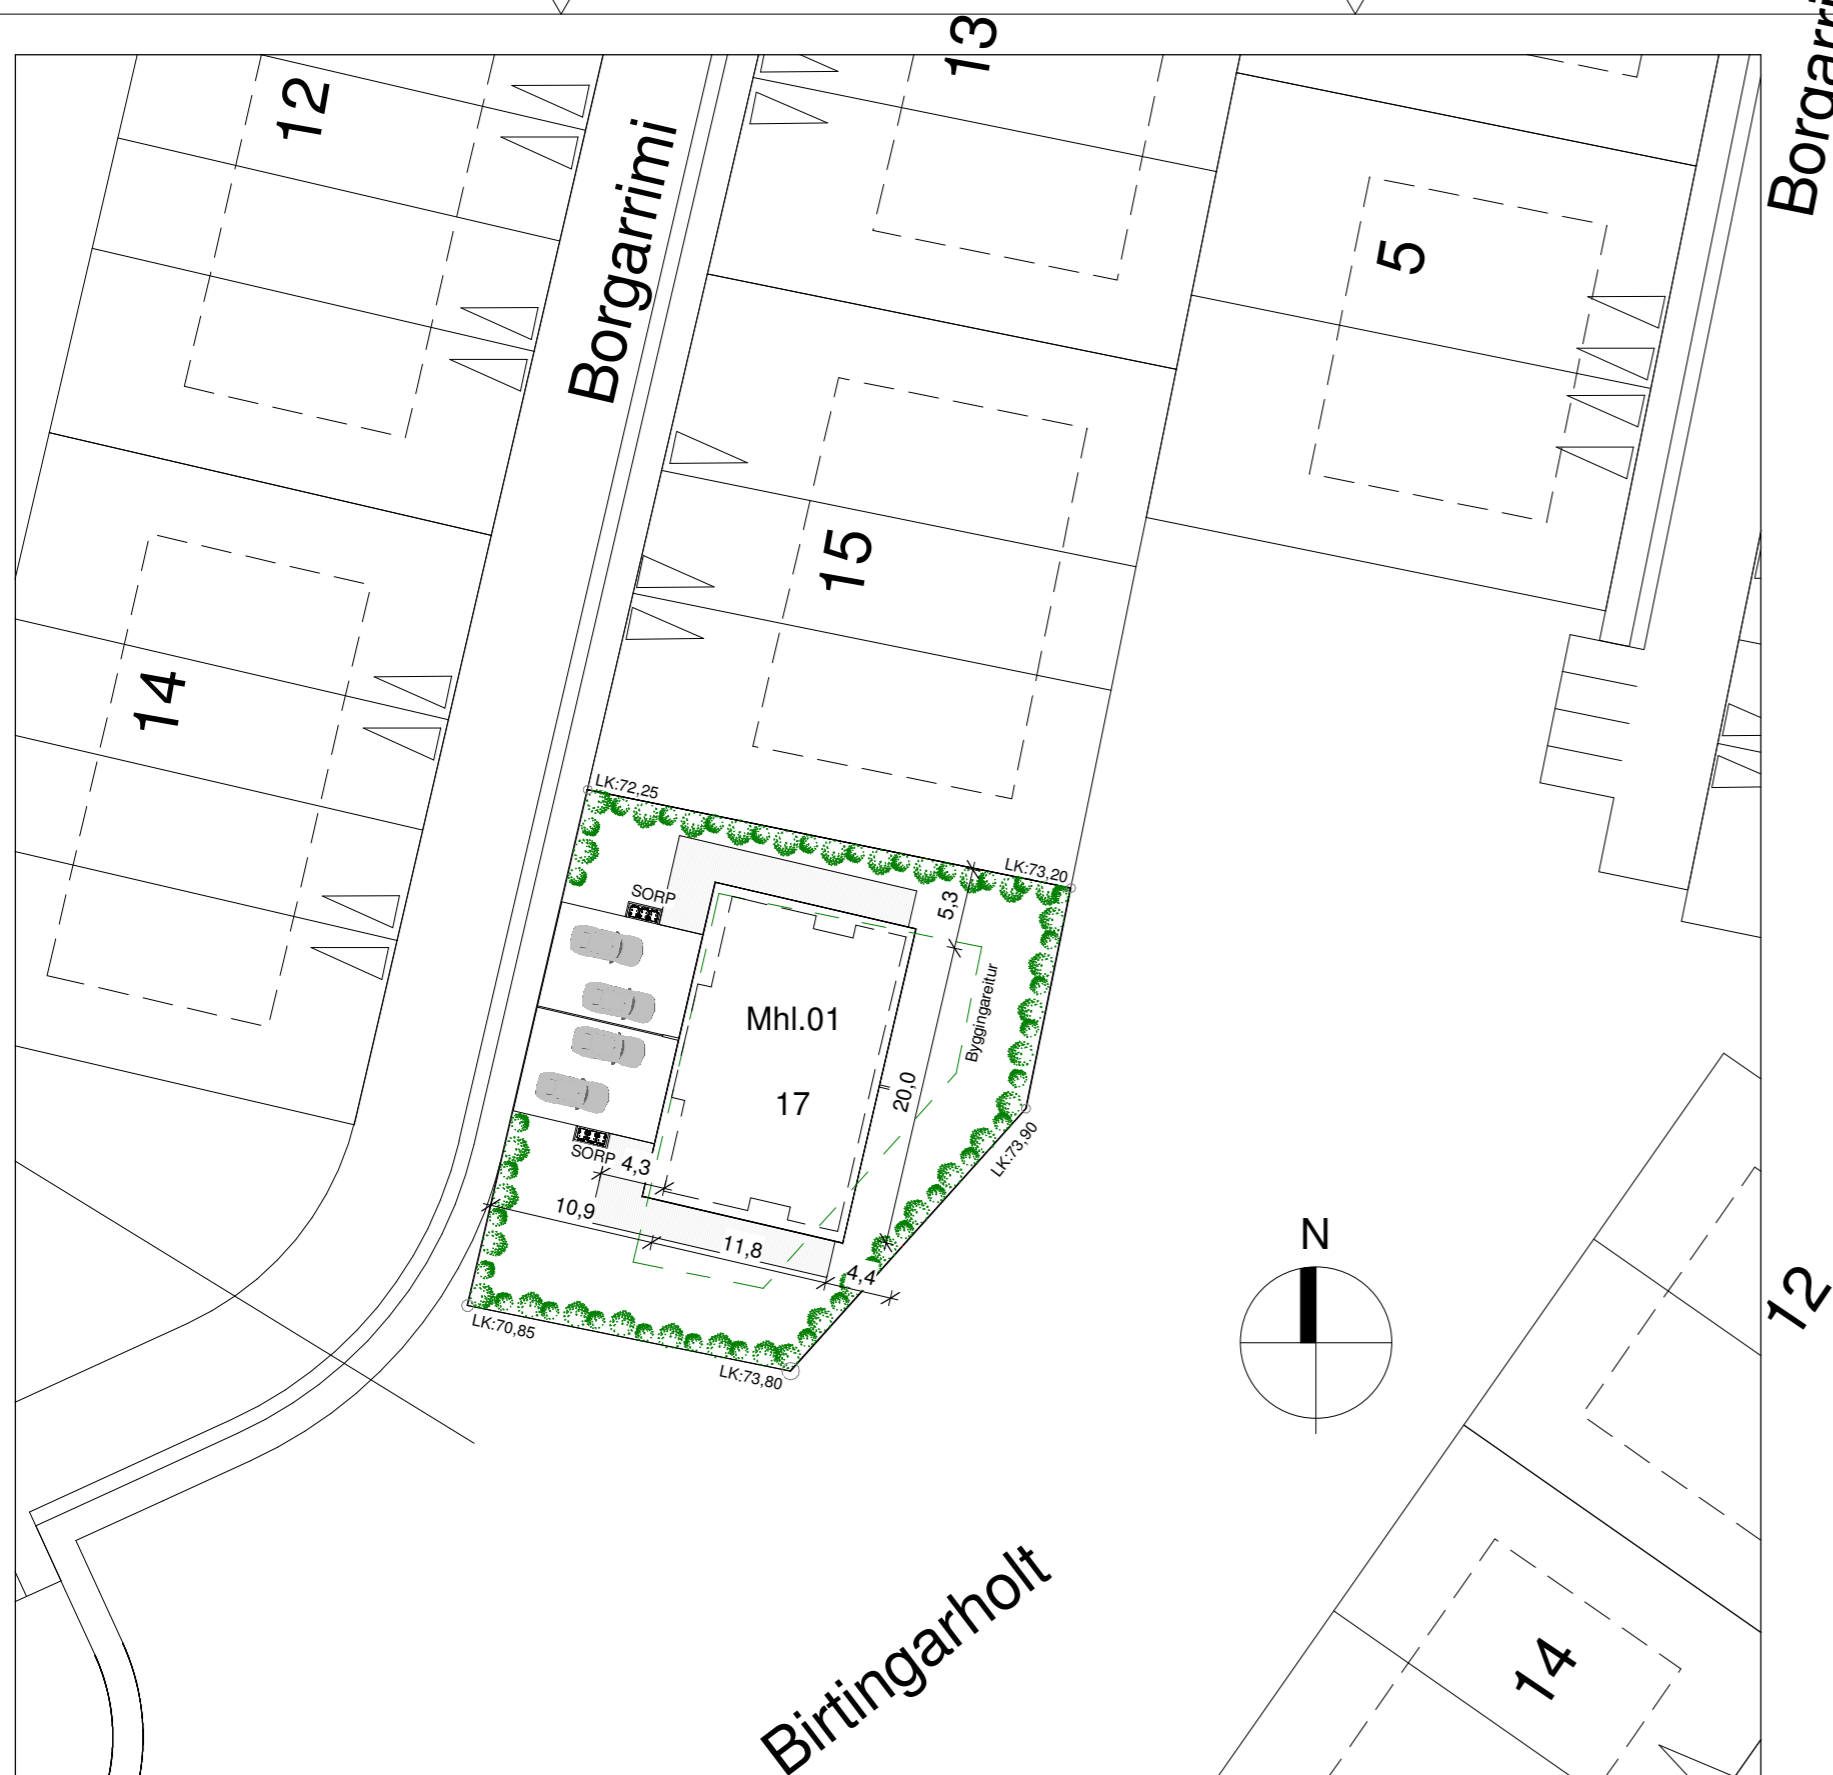 13
12
Borgarrimi
Borgarri
5
15
14
LK:72,25
LK:73,20
SORP
5,3
Byggingareitur
Mhl.01
17
20,0
SORP
4,3
10,9
11,8
4,4
LK:73,90
LK:70,85
LK:73,80
N
12
14
Birtingarholt